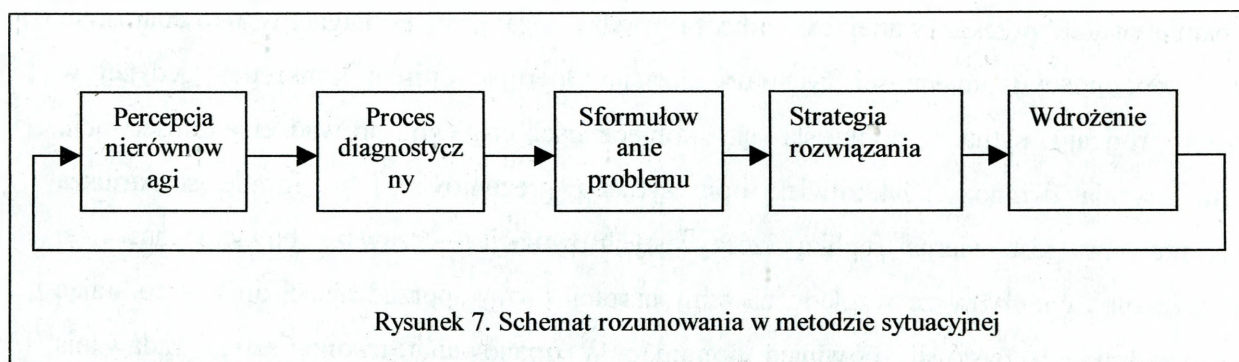 Percepcja
nierównow
agi
Proces
diagnostycz
ny
Sformułow
anie
problemu
Strategia
rozwiązania
Wdrożenie
Rysunek 7. Schemat rozumowania w metodzie sytuacyjnej